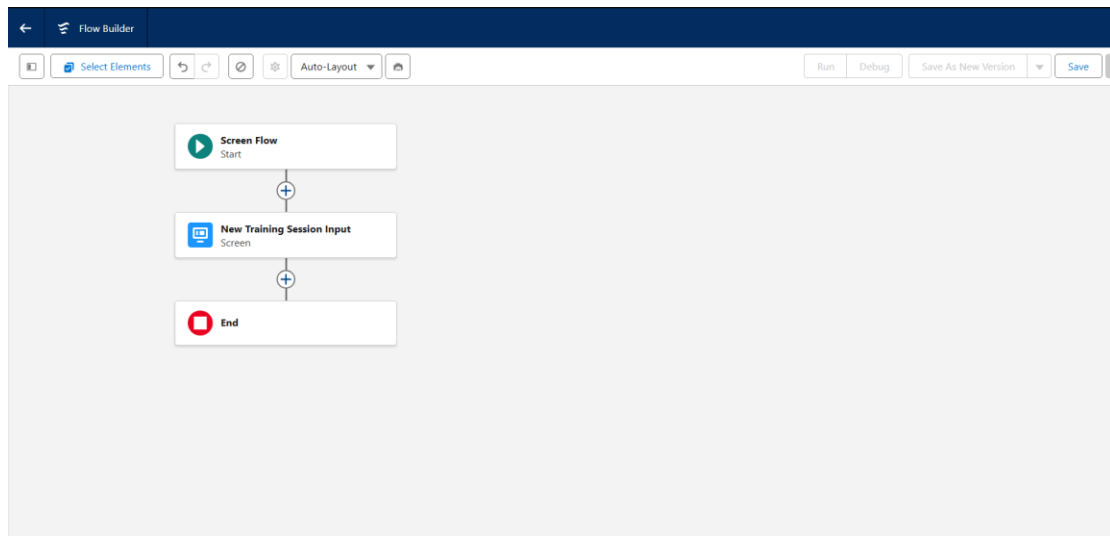 Flow Builder
Select Elements Auto-Layout Run Debug Save As New Version Save
Screen Flow
Start
New Training Session Input
Screen
End